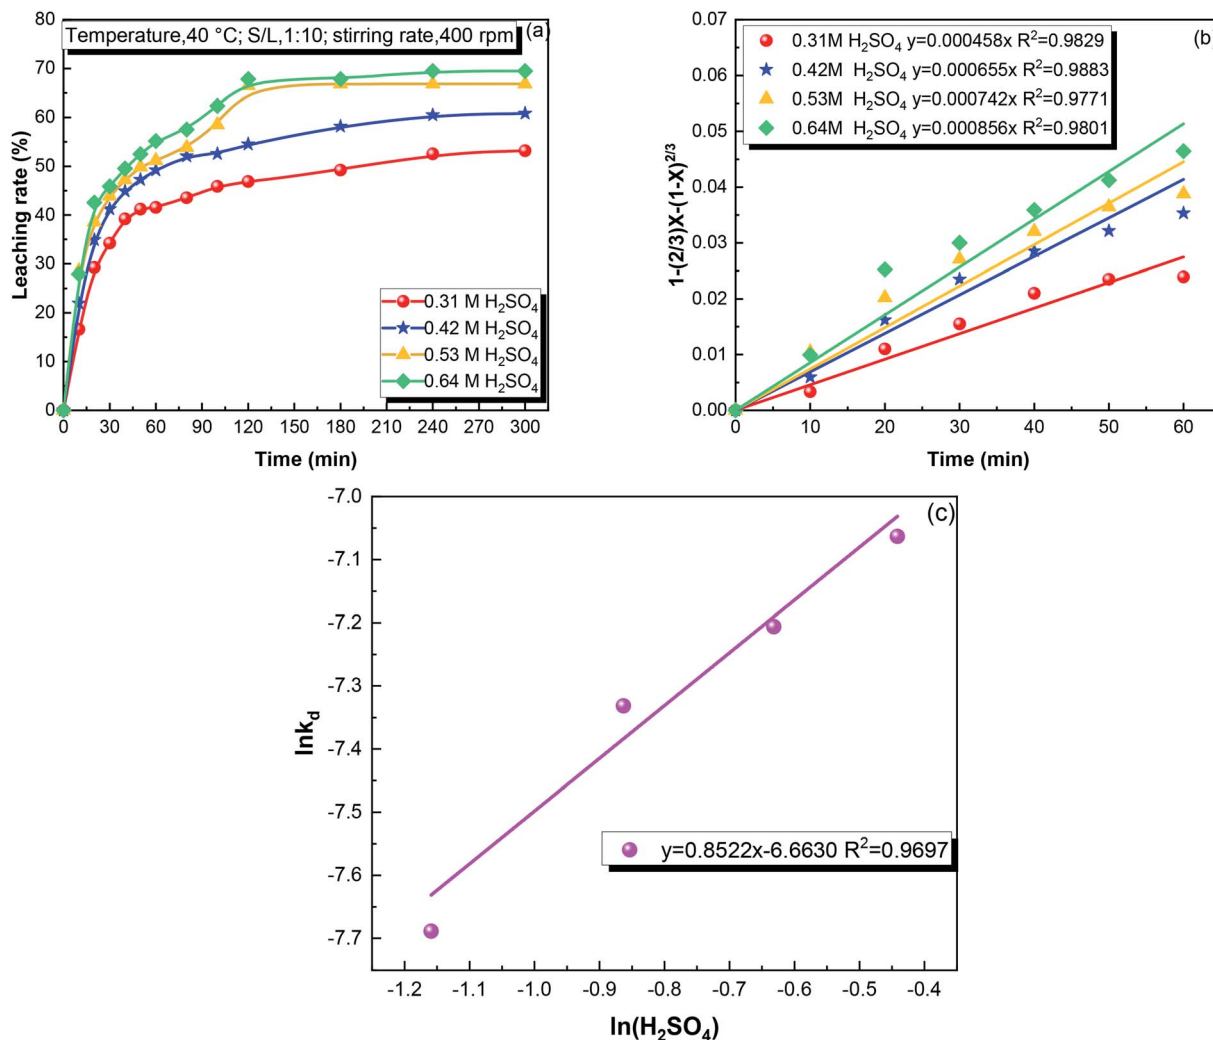 Temperature,40 °C; S/L,1:10; stirring rate,400 rpm
(a)
Leaching rate (%)
80
70
60
50
40
30
20
10
0
0.31 M H₂SO₄
0.42 M H₂SO₄
0.53 M H₂SO₄
0.64 M H₂SO₄
0 30 60 90 120 150 180 210 240 270 300
Time (min)
(b)
0.31M H₂SO₄ y=0.000458x R²=0.9829
0.42M H₂SO₄ y=0.000655x R²=0.9883
0.53M H₂SO₄ y=0.000742x R²=0.9771
0.64M H₂SO₄ y=0.000856x R²=0.9801
1-(2/3)X-(1-X)²/³
0.07
0.06
0.05
0.04
0.03
0.02
0.01
0.00
0 10 20 30 40 50 60
Time (min)
(c)
lnk_d
-7.0
-7.1
-7.2
-7.3
-7.4
-7.5
-7.6
-7.7
y=0.8522x-6.6630 R²=0.9697
-1.2 -1.1 -1.0 -0.9 -0.8 -0.7 -0.6 -0.5 -0.4
ln(H₂SO₄)